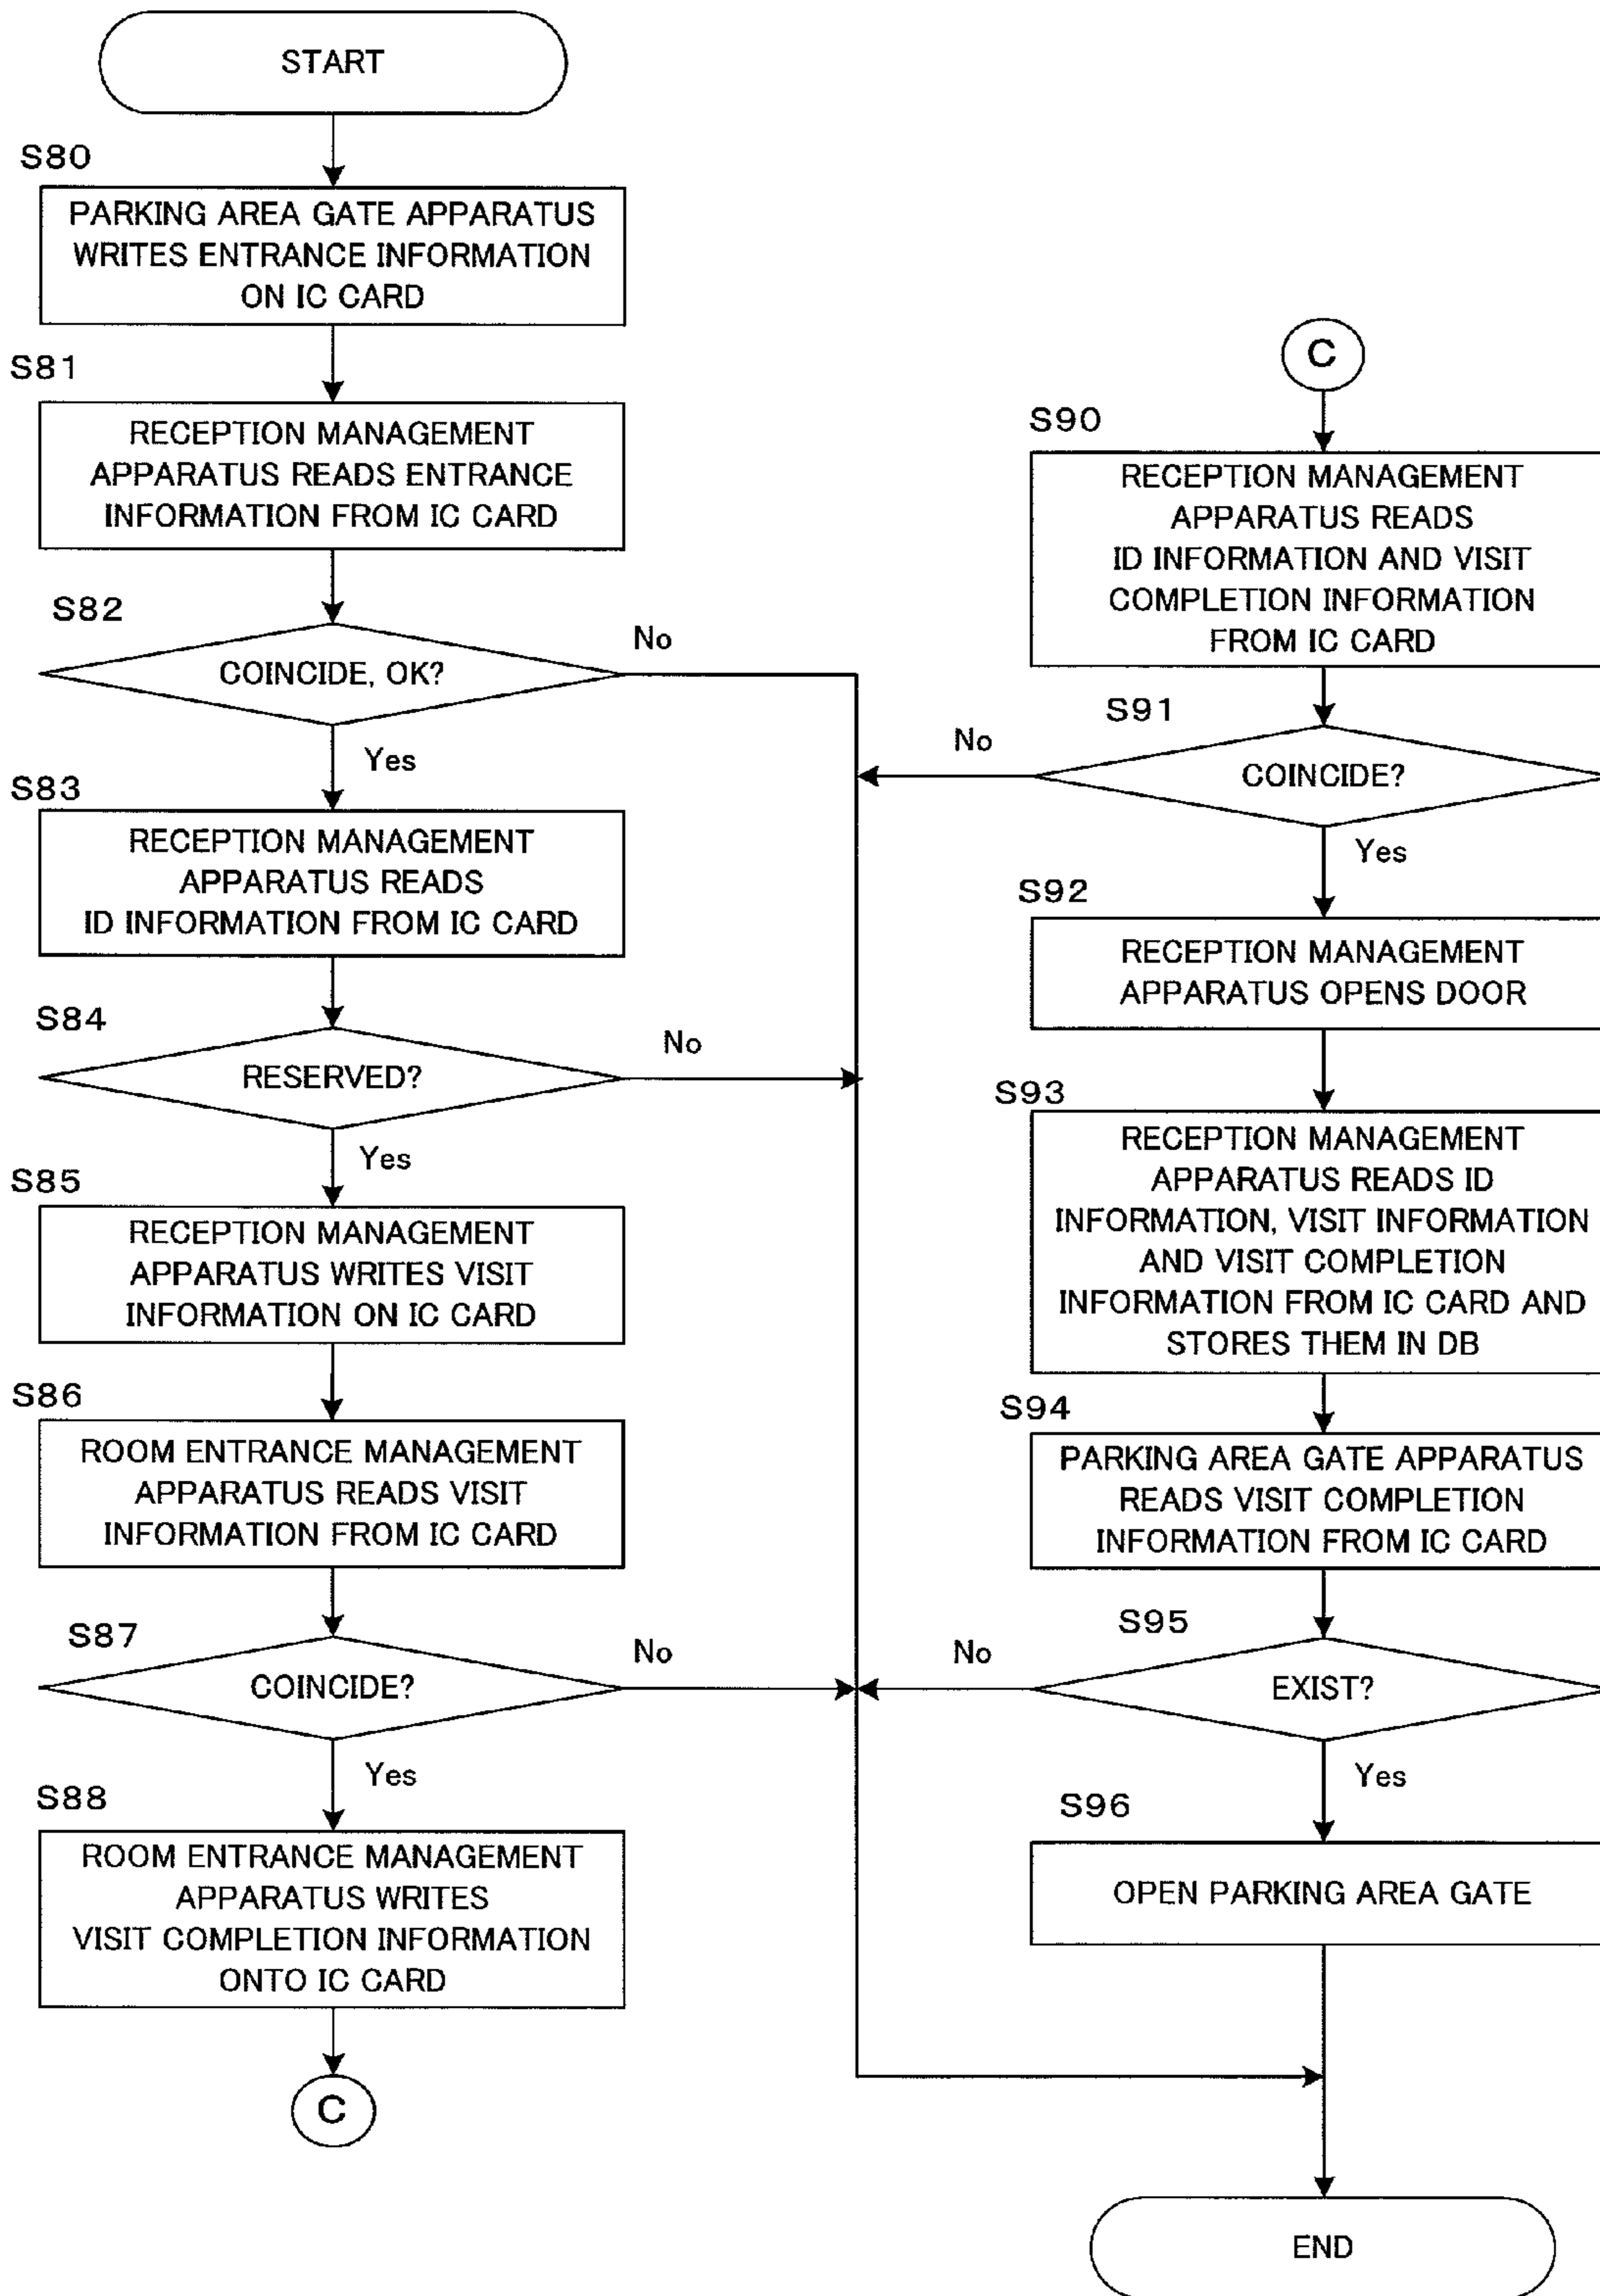 START
S80
PARKING AREA GATE APPARATUS
WRITES ENTRANCE INFORMATION
ON IC CARD
S81
RECEPTION MANAGEMENT
APPARATUS READS ENTRANCE
INFORMATION FROM IC CARD
S82
COINCIDE, OK?
No
Yes
S83
RECEPTION MANAGEMENT
APPARATUS READS
ID INFORMATION FROM IC CARD
S84
RESERVED?
No
Yes
S85
RECEPTION MANAGEMENT
APPARATUS WRITES VISIT
INFORMATION ON IC CARD
S86
ROOM ENTRANCE MANAGEMENT
APPARATUS READS VISIT
INFORMATION FROM IC CARD
S87
COINCIDE?
No
Yes
S88
ROOM ENTRANCE MANAGEMENT
APPARATUS WRITES
VISIT COMPLETION INFORMATION
ONTO IC CARD
C
C
S90
RECEPTION MANAGEMENT
APPARATUS READS
ID INFORMATION AND VISIT
COMPLETION INFORMATION
FROM IC CARD
S91
No
COINCIDE?
Yes
S92
RECEPTION MANAGEMENT
APPARATUS OPENS DOOR
S93
RECEPTION MANAGEMENT
APPARATUS READS ID
INFORMATION, VISIT INFORMATION
AND VISIT COMPLETION
INFORMATION FROM IC CARD AND
STORES THEM IN DB
S94
PARKING AREA GATE APPARATUS
READS VISIT COMPLETION
INFORMATION FROM IC CARD
S95
No
EXIST?
Yes
S96
OPEN PARKING AREA GATE
END